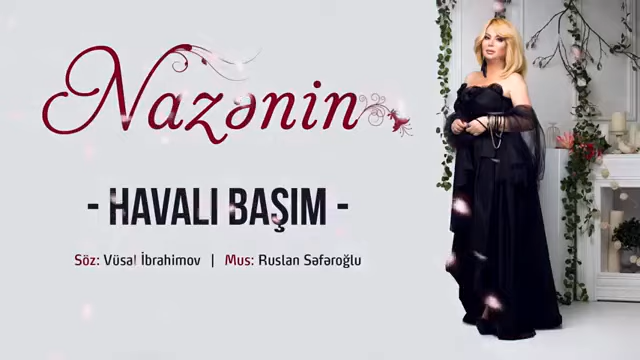 Nazənin
- HAVALI BAŞIM -
Söz: Vüsal İbrahimov | Mus: Ruslan Səfəroğlu